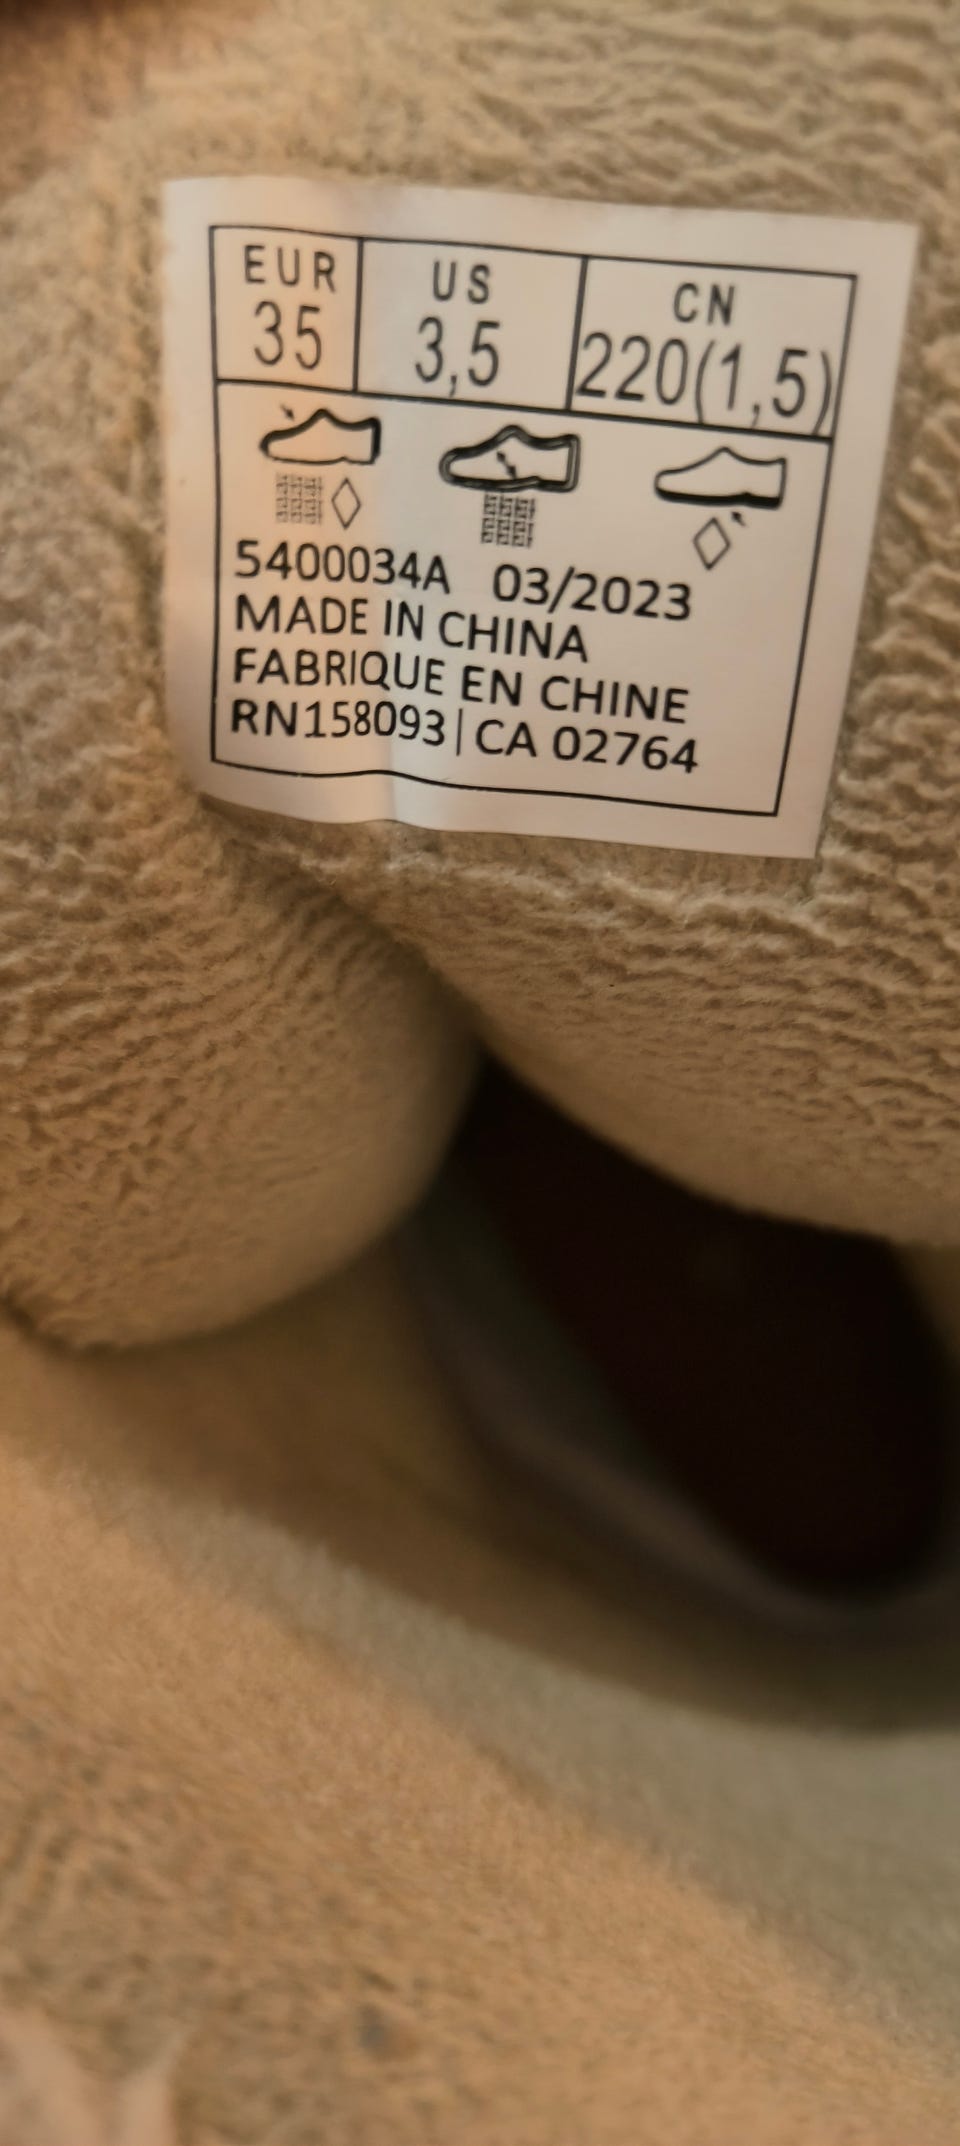 EUR US CN
35 3,5 220(1,5)
5400034A 03/2023
MADE IN CHINA
FABRIQUE EN CHINE
RN158093 | CA 02764